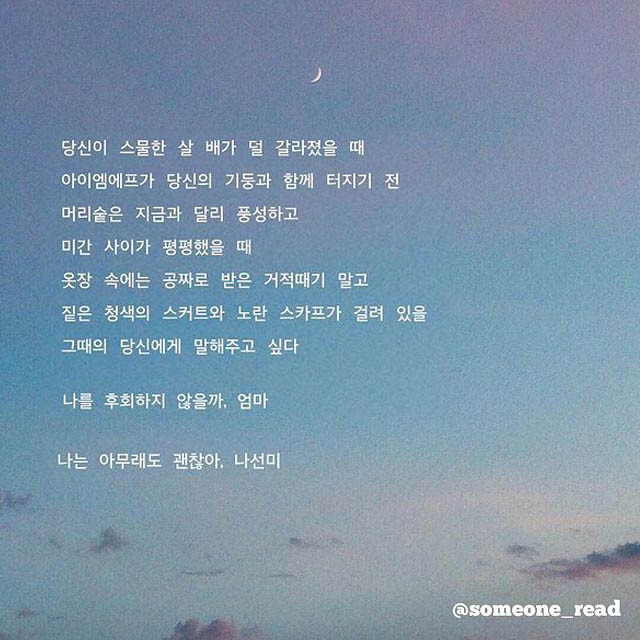 당신이 스물한 살 배가 덜 갈라졌을 때
아이엠에프가 당신의 기둥과 함께 터지기 전
머리숱은 지금과 달리 풍성하고
미간 사이가 평평했을 때
옷장 속에는 공짜로 받은 거적때기 말고
짙은 청색의 스커트와 노란 스카프가 걸려 있을
그때의 당신에게 말해주고 싶다
나를 후회하지 않을까, 엄마
나는 아무래도 괜찮아, 나선미
@someone_read